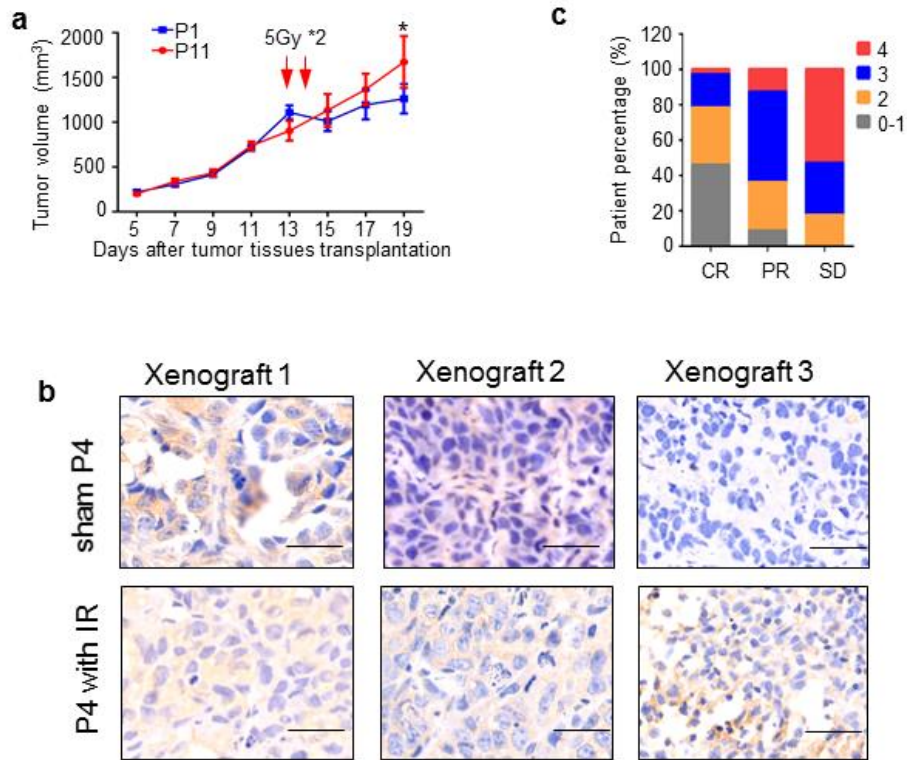 a
P1
P11
5Gy *2
*
Tumor volume (mm³)
2000
1500
1000
500
0
5 7 9 11 13 15 17 19
Days after tumor tissues transplantation
c
Patient percentage (%)
120
100
80
60
40
20
0
CR PR SD
4
3
2
0-1
b
Xenograft 1 Xenograft 2 Xenograft 3
sham P4
P4 with IR